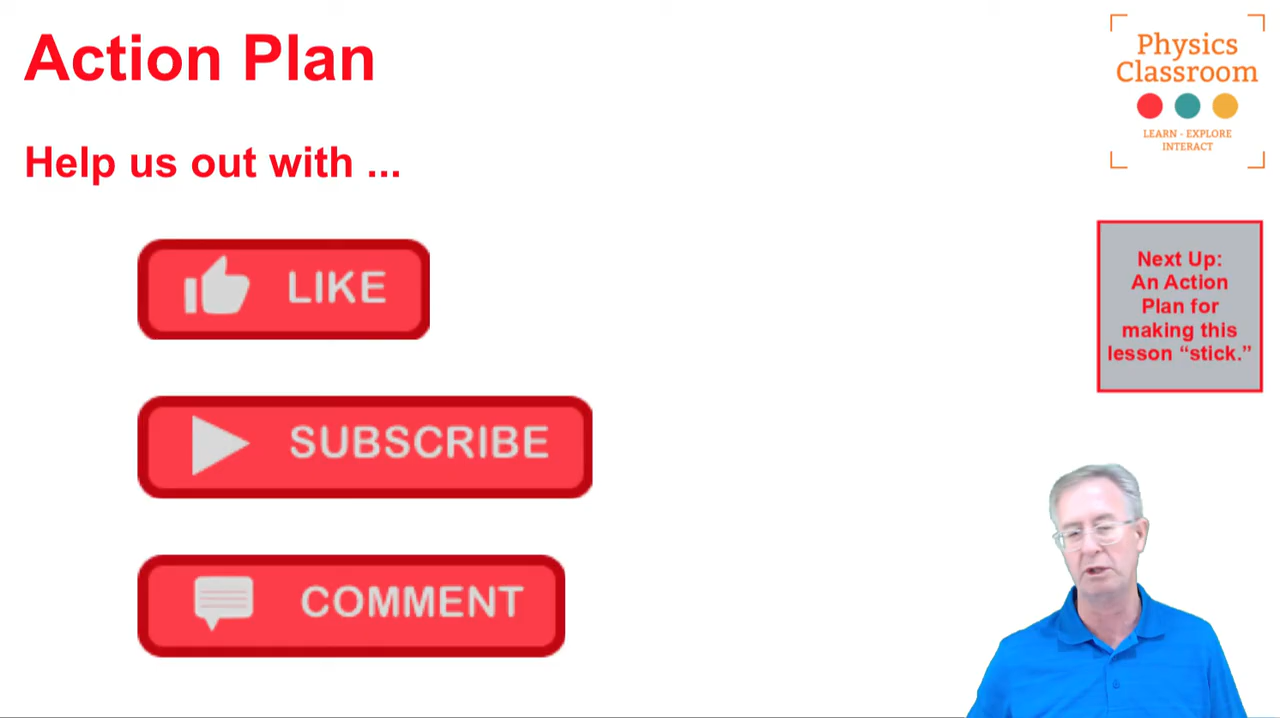 Action Plan
Help us out with ...
LIKE
SUBSCRIBE
COMMENT
Physics
Classroom
LEARN - EXPLORE
INTERACT
Next Up:
An Action
Plan for
making this
lesson “stick.”